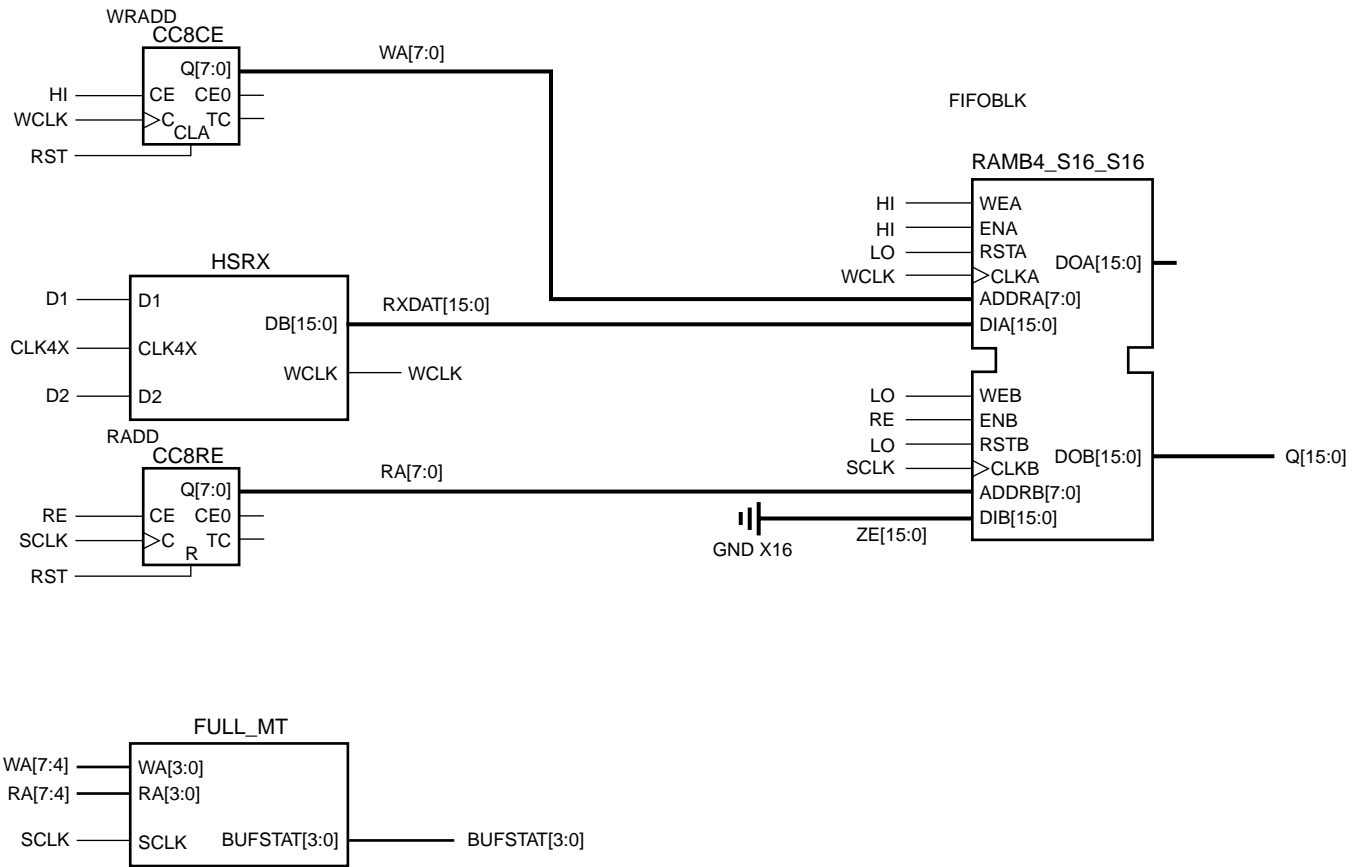 WRADD
CC8CE
Q[7:0]
WA[7:0]
HI
CE
CE0
WCLK
C
TC
CLA
RST
FIFOBLK
RAMB4_S16_S16
HI
WEA
HI
ENA
LO
RSTA
DOA[15:0]
WCLK
CLKA
ADDRA[7:0]
DIA[15:0]
HSRX
D1
D1
DB[15:0]
RXDAT[15:0]
CLK4X
CLK4X
WCLK
WCLK
D2
D2
LO
WEB
RE
ENB
LO
RSTB
DOB[15:0]
Q[15:0]
SCLK
CLKB
ADDRB[7:0]
DIB[15:0]
RADD
CC8RE
Q[7:0]
RA[7:0]
RE
CE
CE0
SCLK
C
TC
R
RST
GND X16
ZE[15:0]
FULL_MT
WA[7:4]
WA[3:0]
RA[7:4]
RA[3:0]
SCLK
SCLK
BUFSTAT[3:0]
BUFSTAT[3:0]